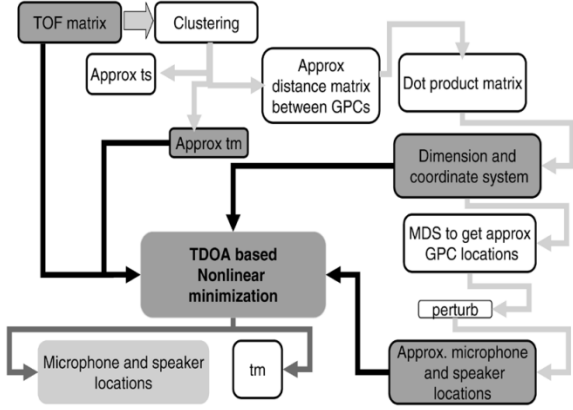 TOF matrix
Clustering
Approx ts
Approx
distance matrix
between GPCs
Dot product matrix
Approx tm
Dimension and
coordinate system
MDS to get approx
GPC locations
TDOA based
Nonlinear
minimization
perturb
Microphone and speaker
locations
tm
Approx. microphone
and speaker
locations